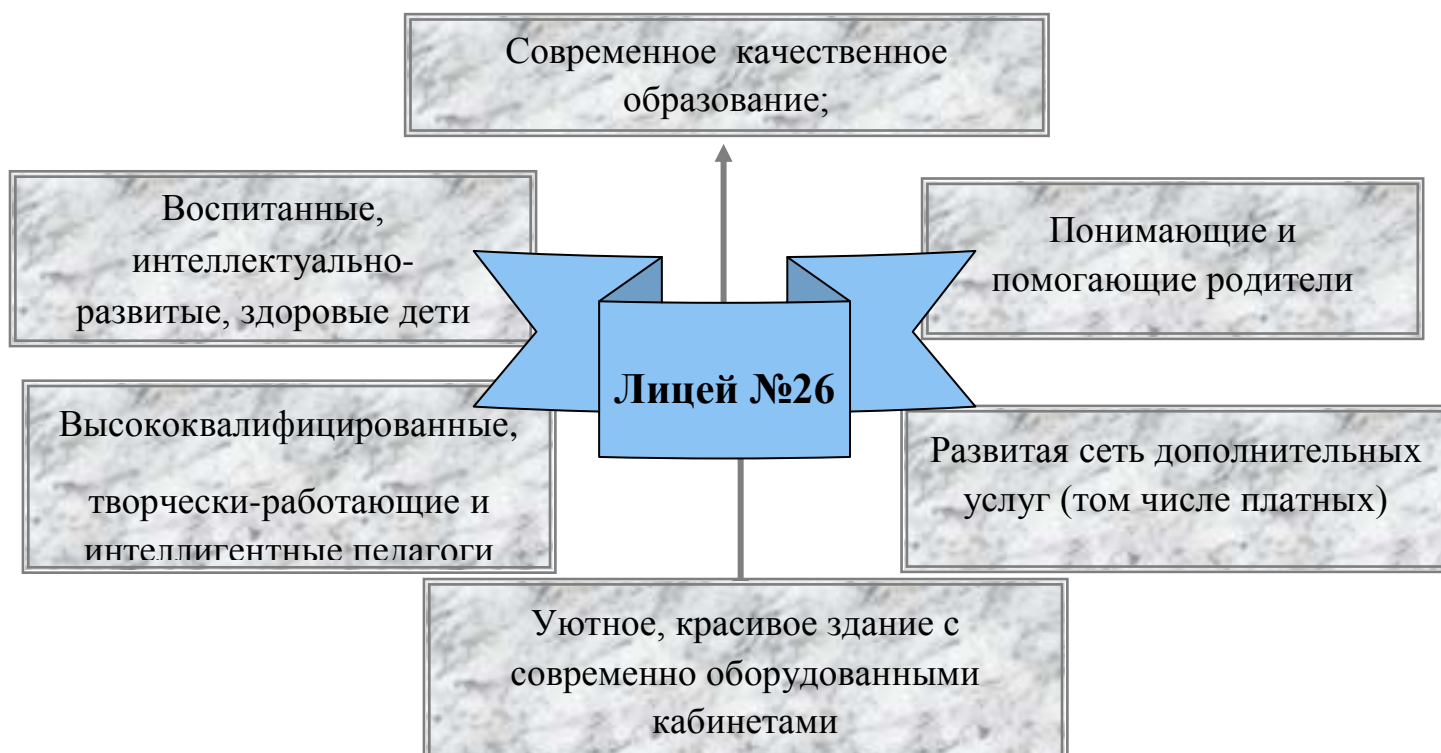 Современное качественное
образование;
Воспитанные,
интеллектуально-
развитые, здоровые дети
Понимающие и
помогающие родители
Лицей №26
Высококвалифицированные,
творчески-работающие и
интеллигентные педагоги
Развитая сеть дополнительных
услуг (том числе платных)
Уютное, красивое здание с
современно оборудованными
кабинетами